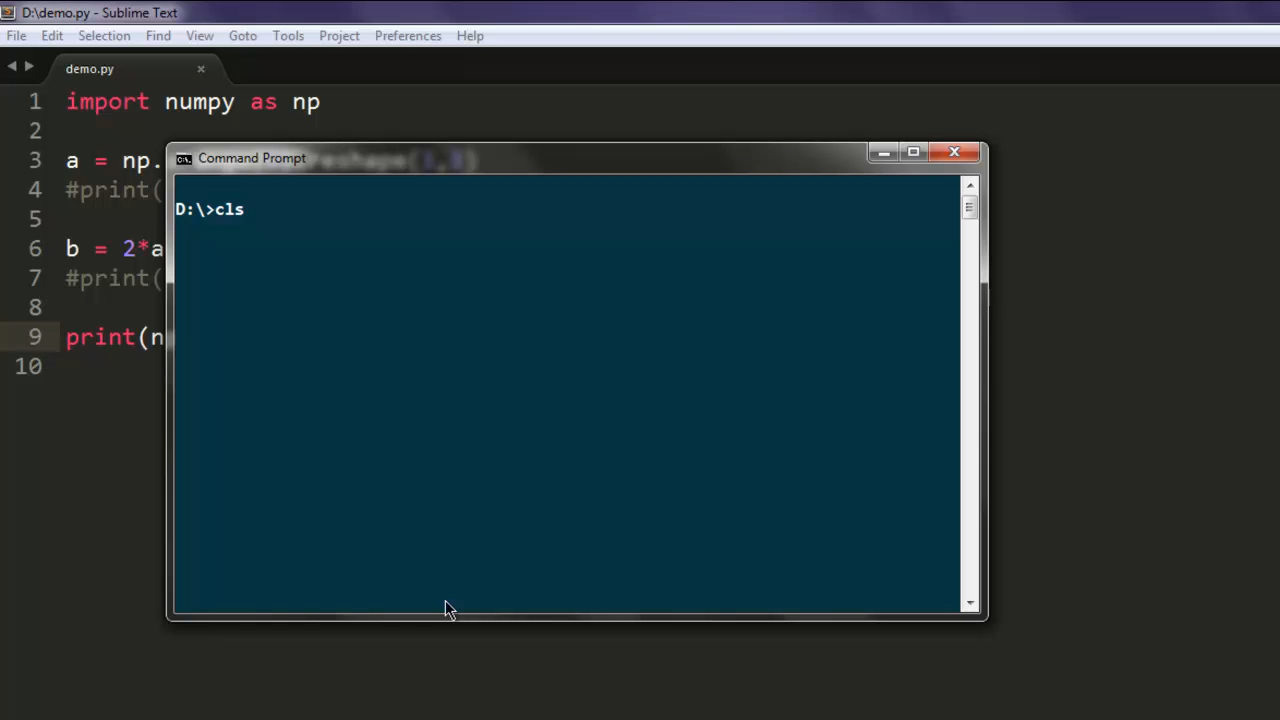 D:\demo.py - Sublime Text
File Edit Selection Find View Goto Tools Project Preferences Help
demo.py
1 import numpy as np
2
3 a = np. reshape(
4 #print(
5
6 b = 2*a
7 #print(
8
9 print(n
10
Command Prompt
D:\>cls